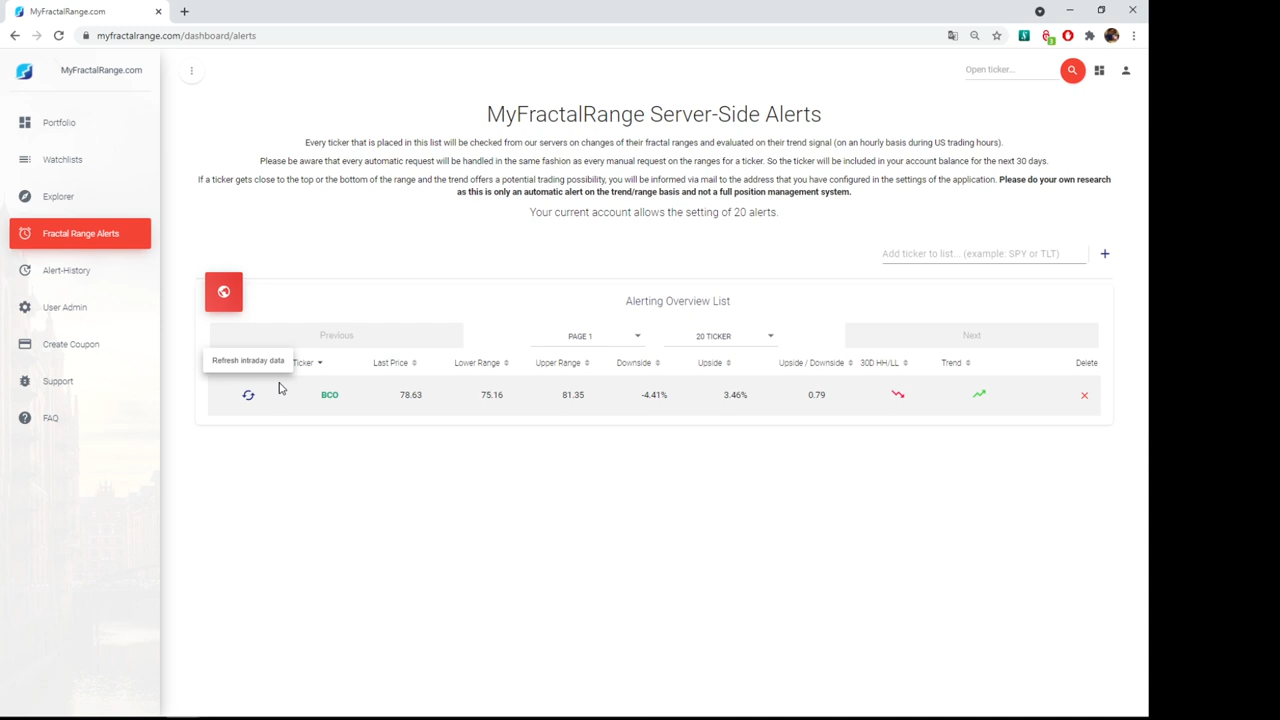 MyFractalRange.com
myfractalrange.com/dashboard/alerts
MyFractalRange.com
Open ticker...
Portfolio
Watchlists
Explorer
Fractal Range Alerts
Alert-History
User Admin
Create Coupon
Support
FAQ
MyFractalRange Server-Side Alerts
Every ticker that is placed in this list will be checked from our servers on changes of their fractal ranges and evaluated on their trend signal (on an hourly basis during US trading hours).
Please be aware that every automatic request will be handled in the same fashion as every manual request on the ranges for a ticker. So the ticker will be included in your account balance for the next 30 days.
If a ticker gets close to the top or the bottom of the range and the trend offers a potential trading possibility, you will be informed via mail to the address that you have configured in the settings of the application. Please do your own research
as this is only an automatic alert on the trend/range basis and not a full position management system.
Your current account allows the setting of 20 alerts.
Add ticker to list... (example: SPY or TLT)
Alerting Overview List
Previous PAGE 1 20 TICKER Next
Refresh intraday data
Ticker Last Price Lower Range Upper Range Downside Upside Upside / Downside 30D HH/LL Trend Delete
BCO 78.63 75.16 81.35 -4.41% 3.46% 0.79